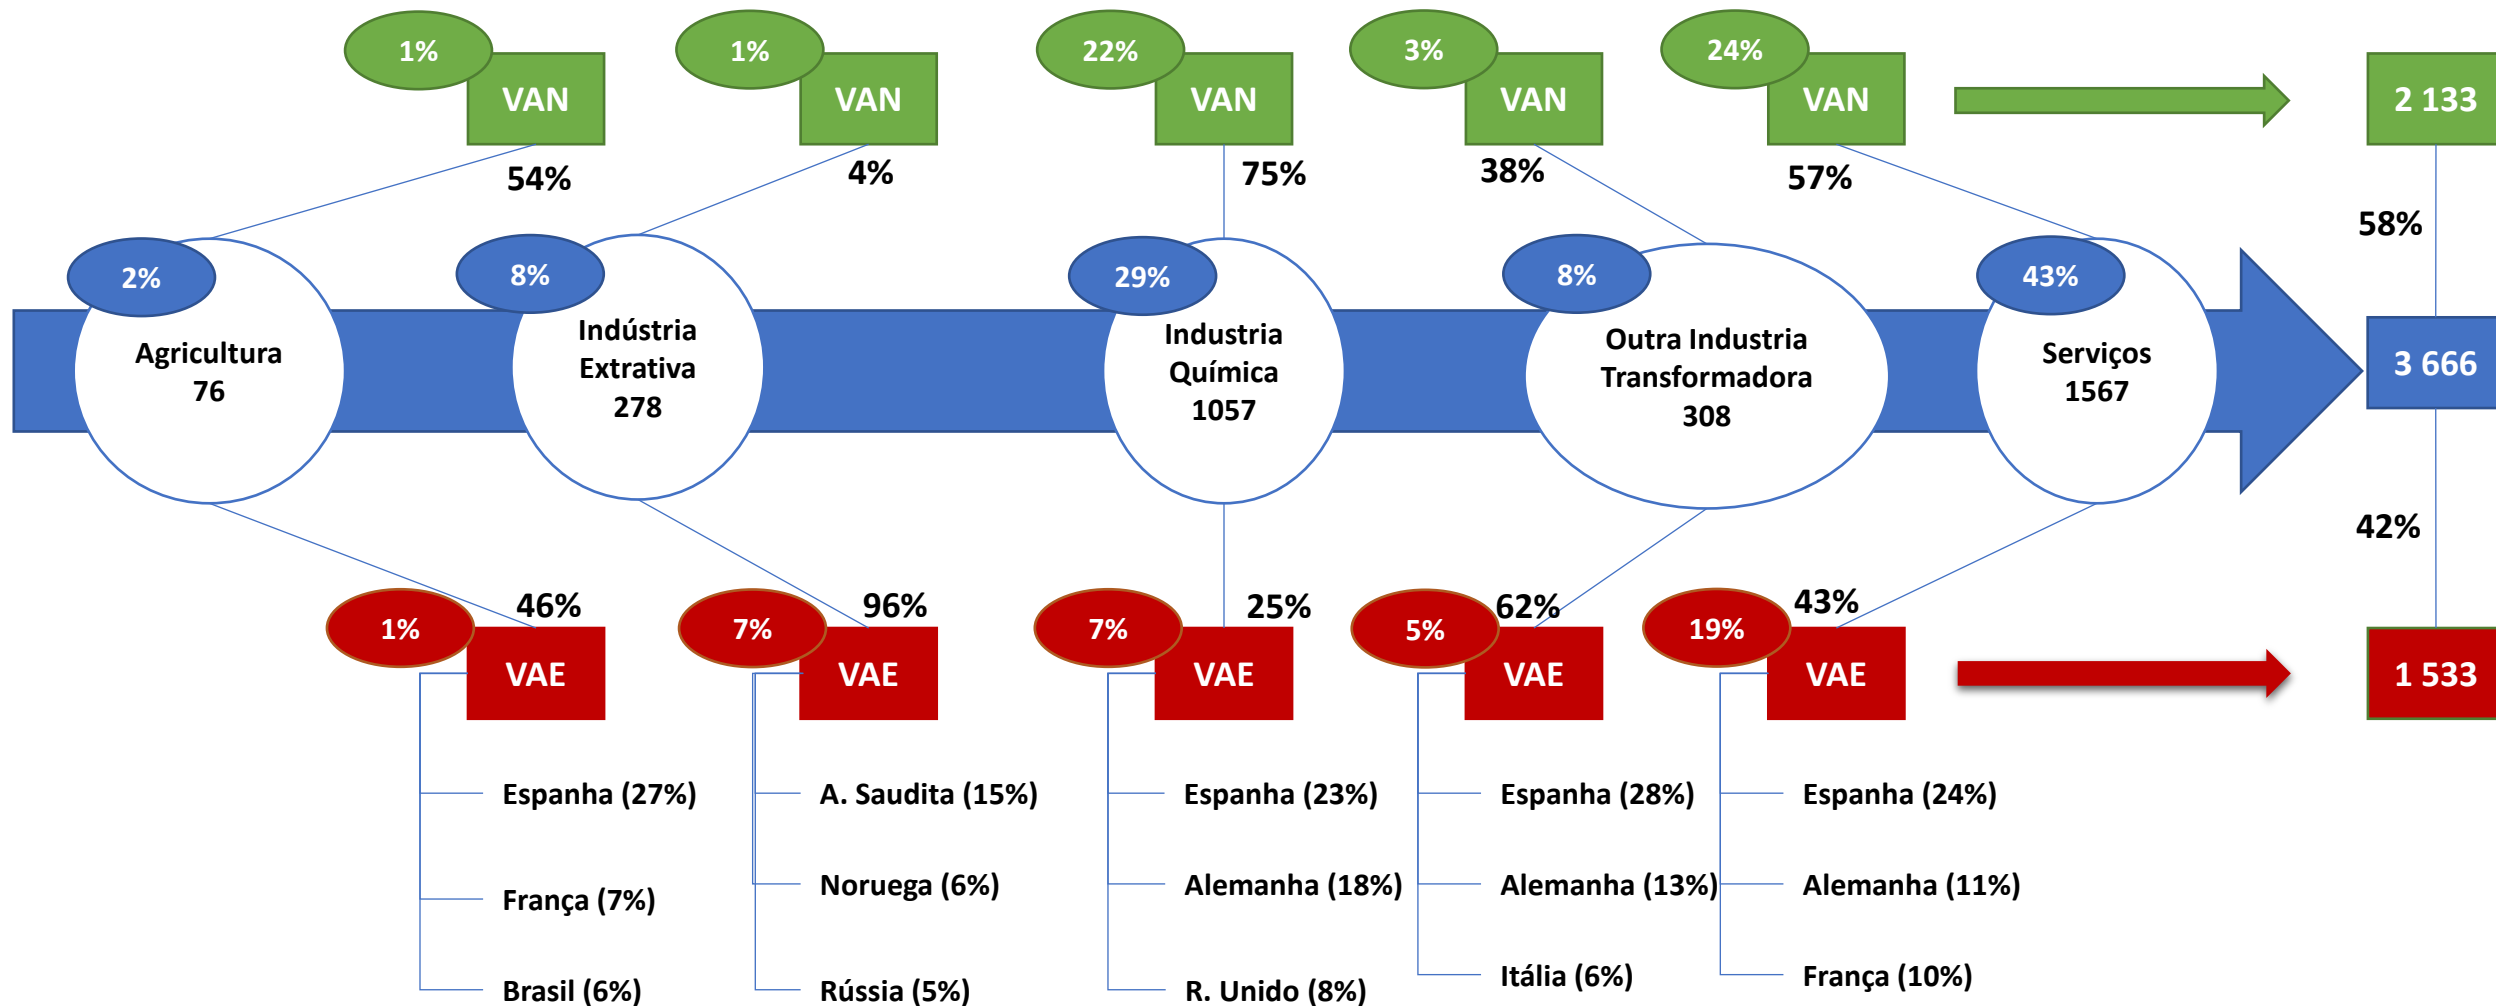 1%
VAN
54%
1%
VAN
4%
22%
VAN
75%
3%
VAN
38%
24%
VAN
57%
2 133
58%
2%
Agricultura
76
8%
Indústria
Extrativa
278
29%
Industria
Química
1057
8%
Outra Industria
Transformadora
308
43%
Serviços
1567
3 666
42%
1%
46%
VAE
7%
96%
VAE
7%
25%
VAE
5%
62%
VAE
19%
43%
VAE
1 533
Espanha (27%)
França (7%)
Brasil (6%)
A. Saudita (15%)
Noruega (6%)
Rússia (5%)
Espanha (23%)
Alemanha (18%)
R. Unido (8%)
Espanha (28%)
Alemanha (13%)
Itália (6%)
Espanha (24%)
Alemanha (11%)
França (10%)